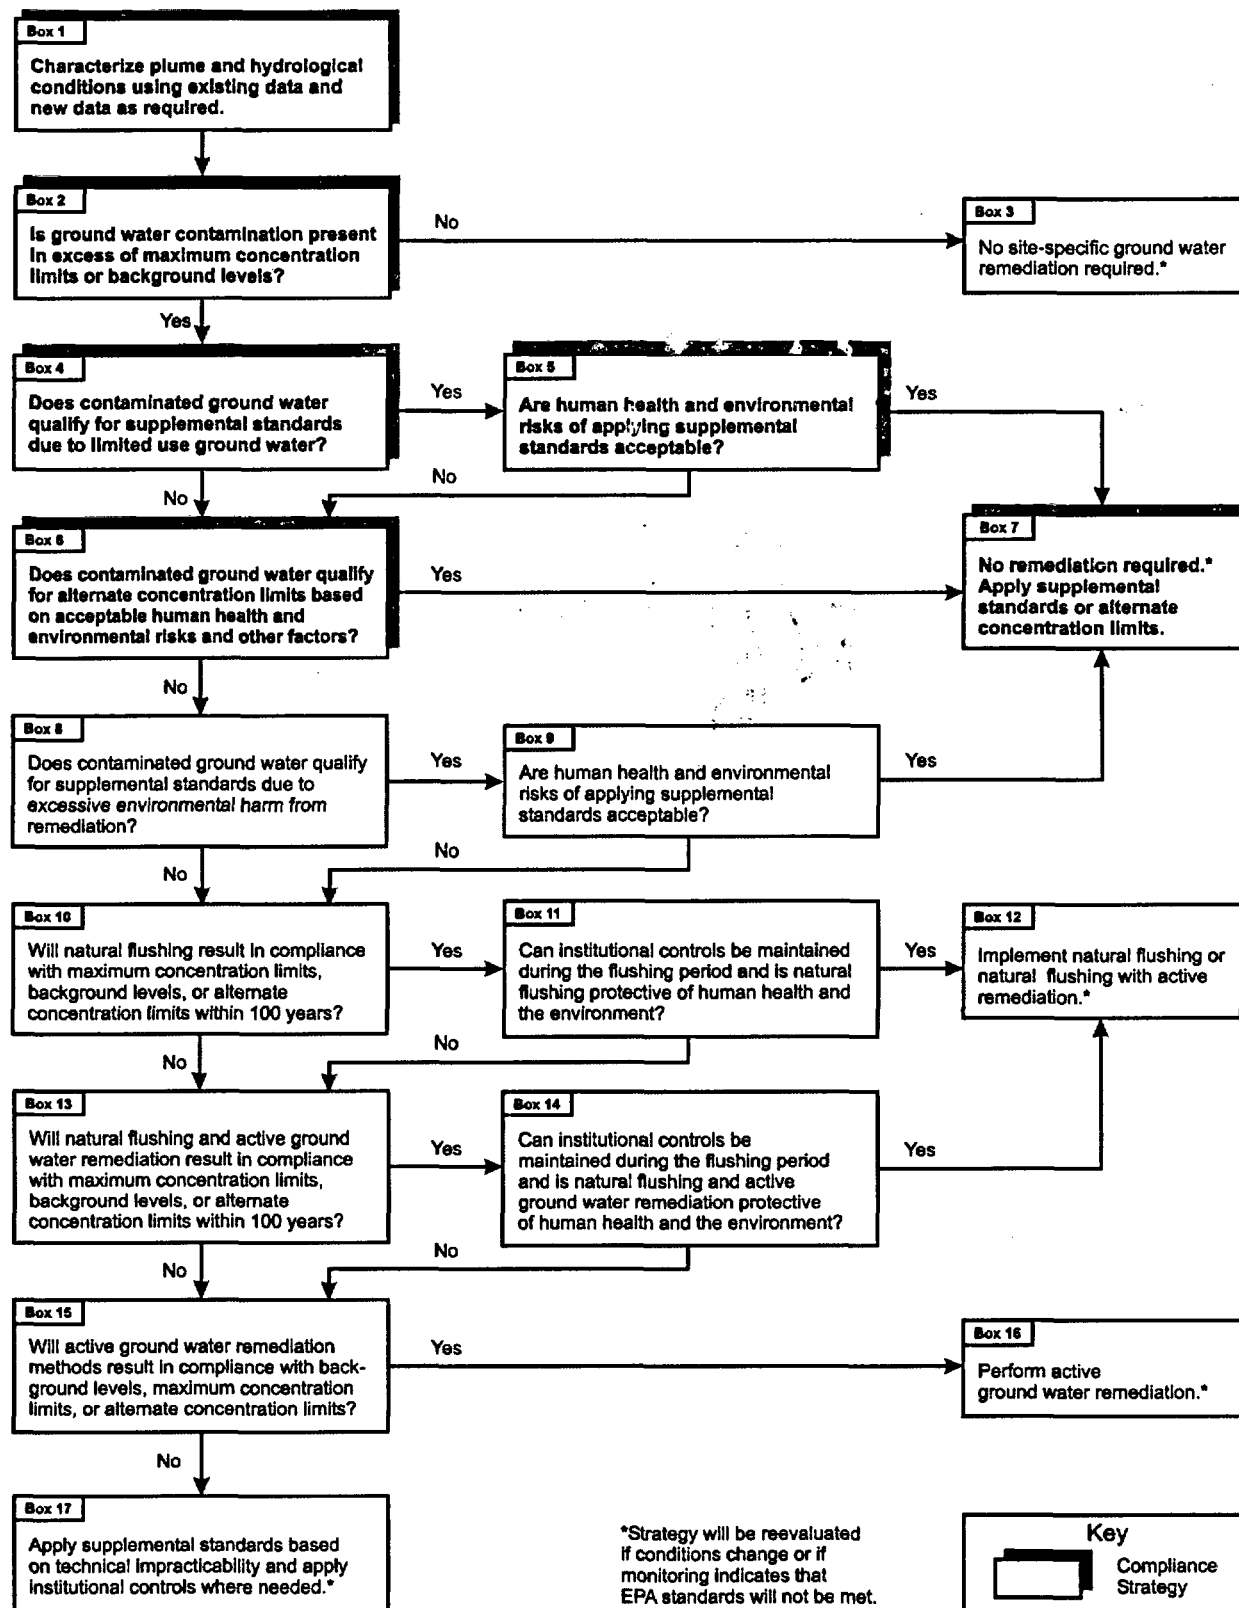 Box 1
Characterize plume and hydrological
conditions using existing data and
new data as required.
Box 2
Is ground water contamination present
in excess of maximum concentration
limits or background levels?
No
Box 3
No site-specific ground water
remediation required.*
Yes
Box 4
Does contaminated ground water
qualify for supplemental standards
due to limited use ground water?
Yes
Box 5
Are human health and environmental
risks of applying supplemental
standards acceptable?
Yes
No
No
Box 6
Does contaminated ground water qualify
for alternate concentration limits based
on acceptable human health and
environmental risks and other factors?
Yes
Box 7
No remediation required.*
Apply supplemental
standards or alternate
concentration limits.
No
Box 8
Does contaminated ground water qualify
for supplemental standards due to
excessive environmental harm from
remediation?
Yes
Box 9
Are human health and environmental
risks of applying supplemental
standards acceptable?
Yes
No
No
Box 10
Will natural flushing result in compliance
with maximum concentration limits,
background levels, or alternate
concentration limits within 100 years?
Yes
Box 11
Can institutional controls be maintained
during the flushing period and is natural
flushing protective of human health and
the environment?
Yes
Box 12
Implement natural flushing or
natural flushing with active
remediation.*
No
No
Box 13
Will natural flushing and active ground
water remediation result in compliance
with maximum concentration limits,
background levels, or alternate
concentration limits within 100 years?
Yes
Box 14
Can institutional controls be
maintained during the flushing period
and is natural flushing and active
ground water remediation protective
of human health and the environment?
Yes
No
No
Box 15
Will active ground water remediation
methods result in compliance with back-
ground levels, maximum concentration
limits, or alternate concentration limits?
Yes
Box 16
Perform active
ground water remediation.*
No
Box 17
Apply supplemental standards based
on technical impracticability and apply
institutional controls where needed.*
*Strategy will be reevaluated
if conditions change or if
monitoring indicates that
EPA standards will not be met.
Key
Compliance
Strategy